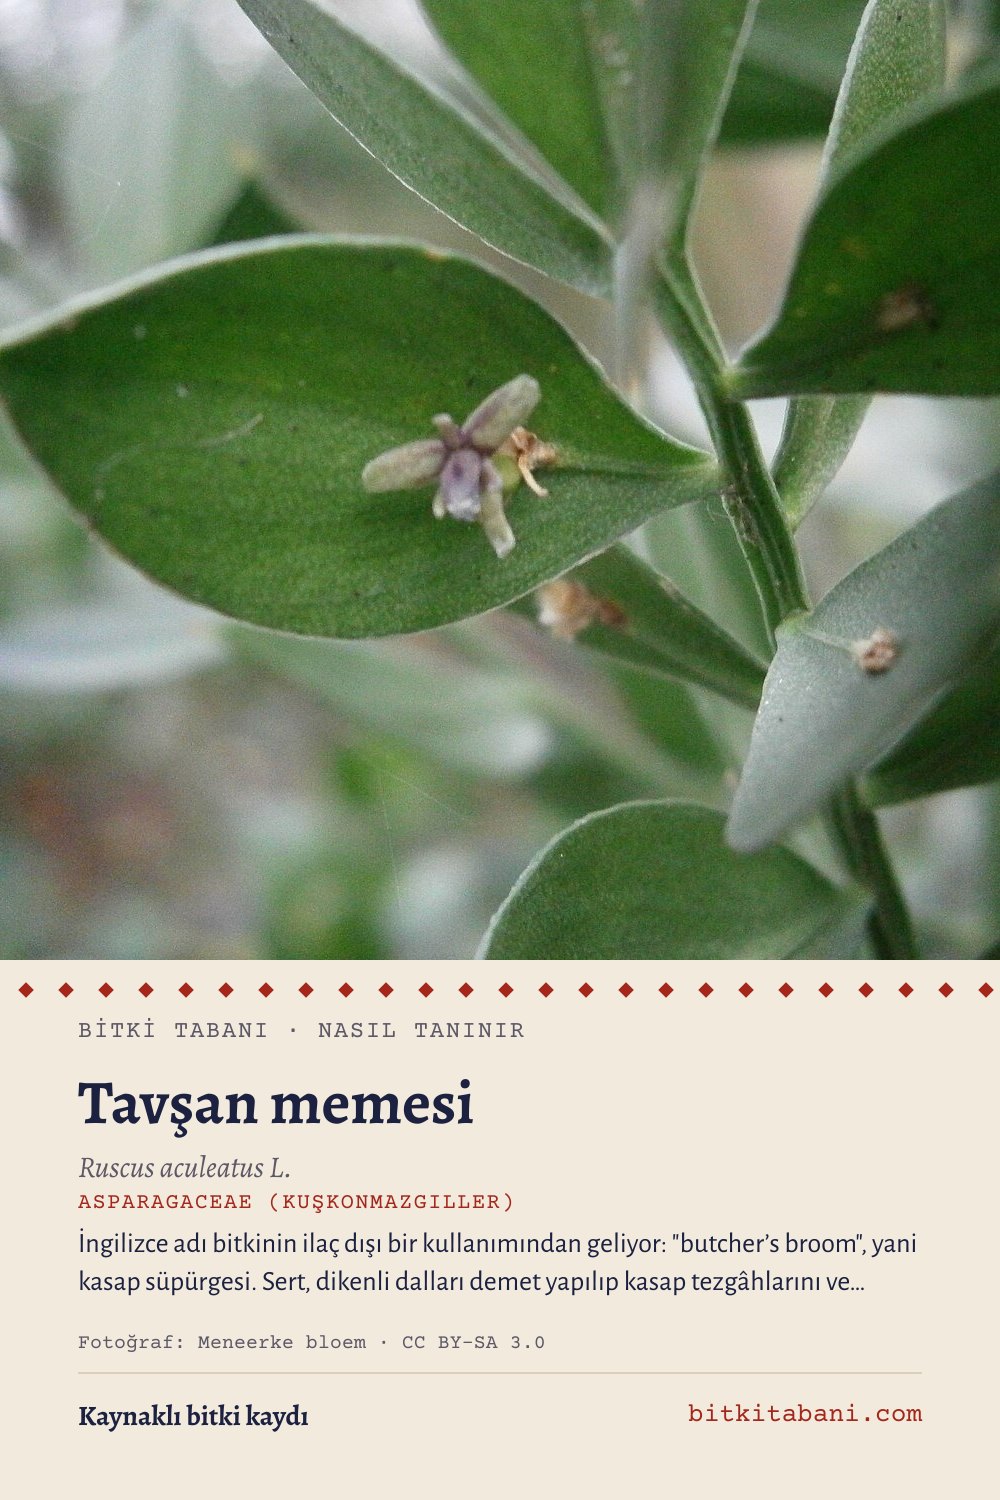 BİTKİ TABANI · NASIL TANINIR
Tavşan memesi
Ruscus aculeatus L.
ASPARAGACEAE (KUŞKONMAZGILLER)
İngilizce adı bitkinin ilaç dışı bir kullanımından geliyor: "butcher’s broom", yani
kasap süpürgesi. Sert, dikenli dalları demet yapılıp kasap tezgâhlarını ve…
Fotoğraf: Meneerke bloem · CC BY-SA 3.0
Kaynaklı bitki kaydı
bitkitabani.com